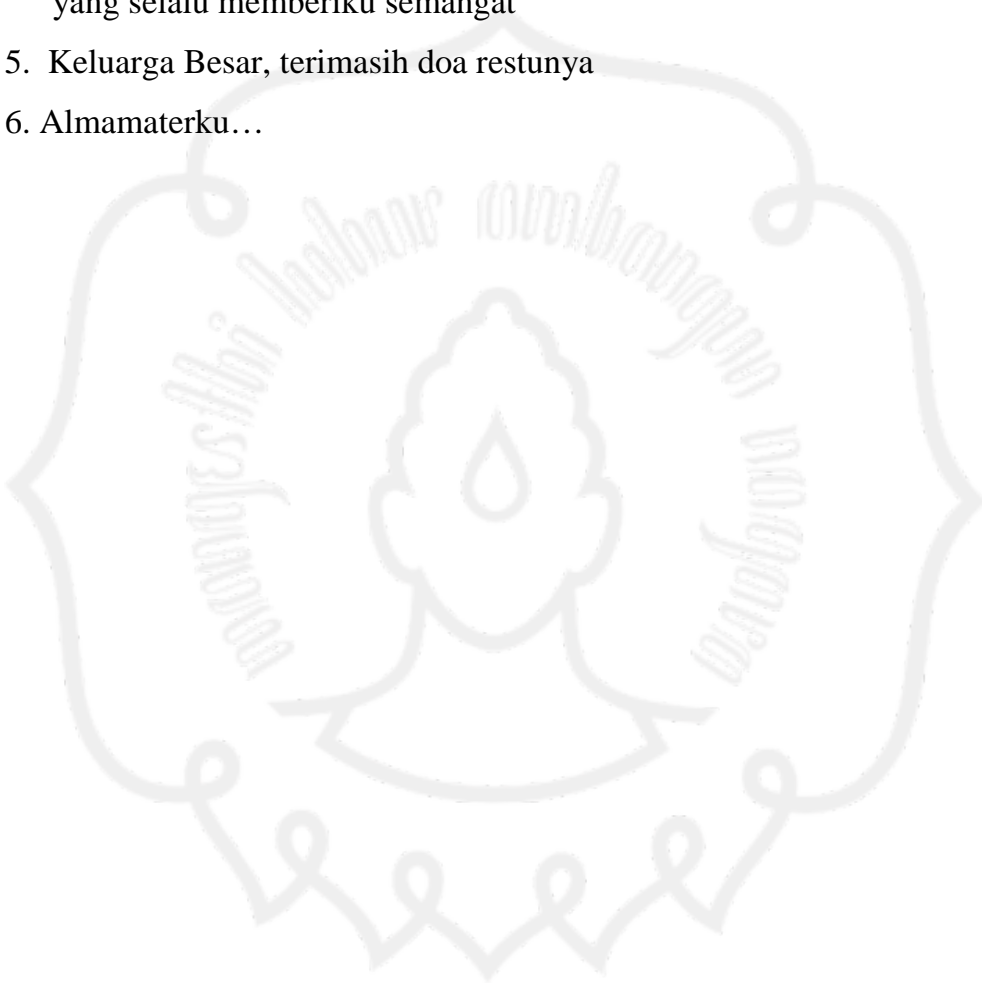 yang selalu memberiku semangat
5. Keluarga Besar, terimasih doa restunya
6. Almamaterku…